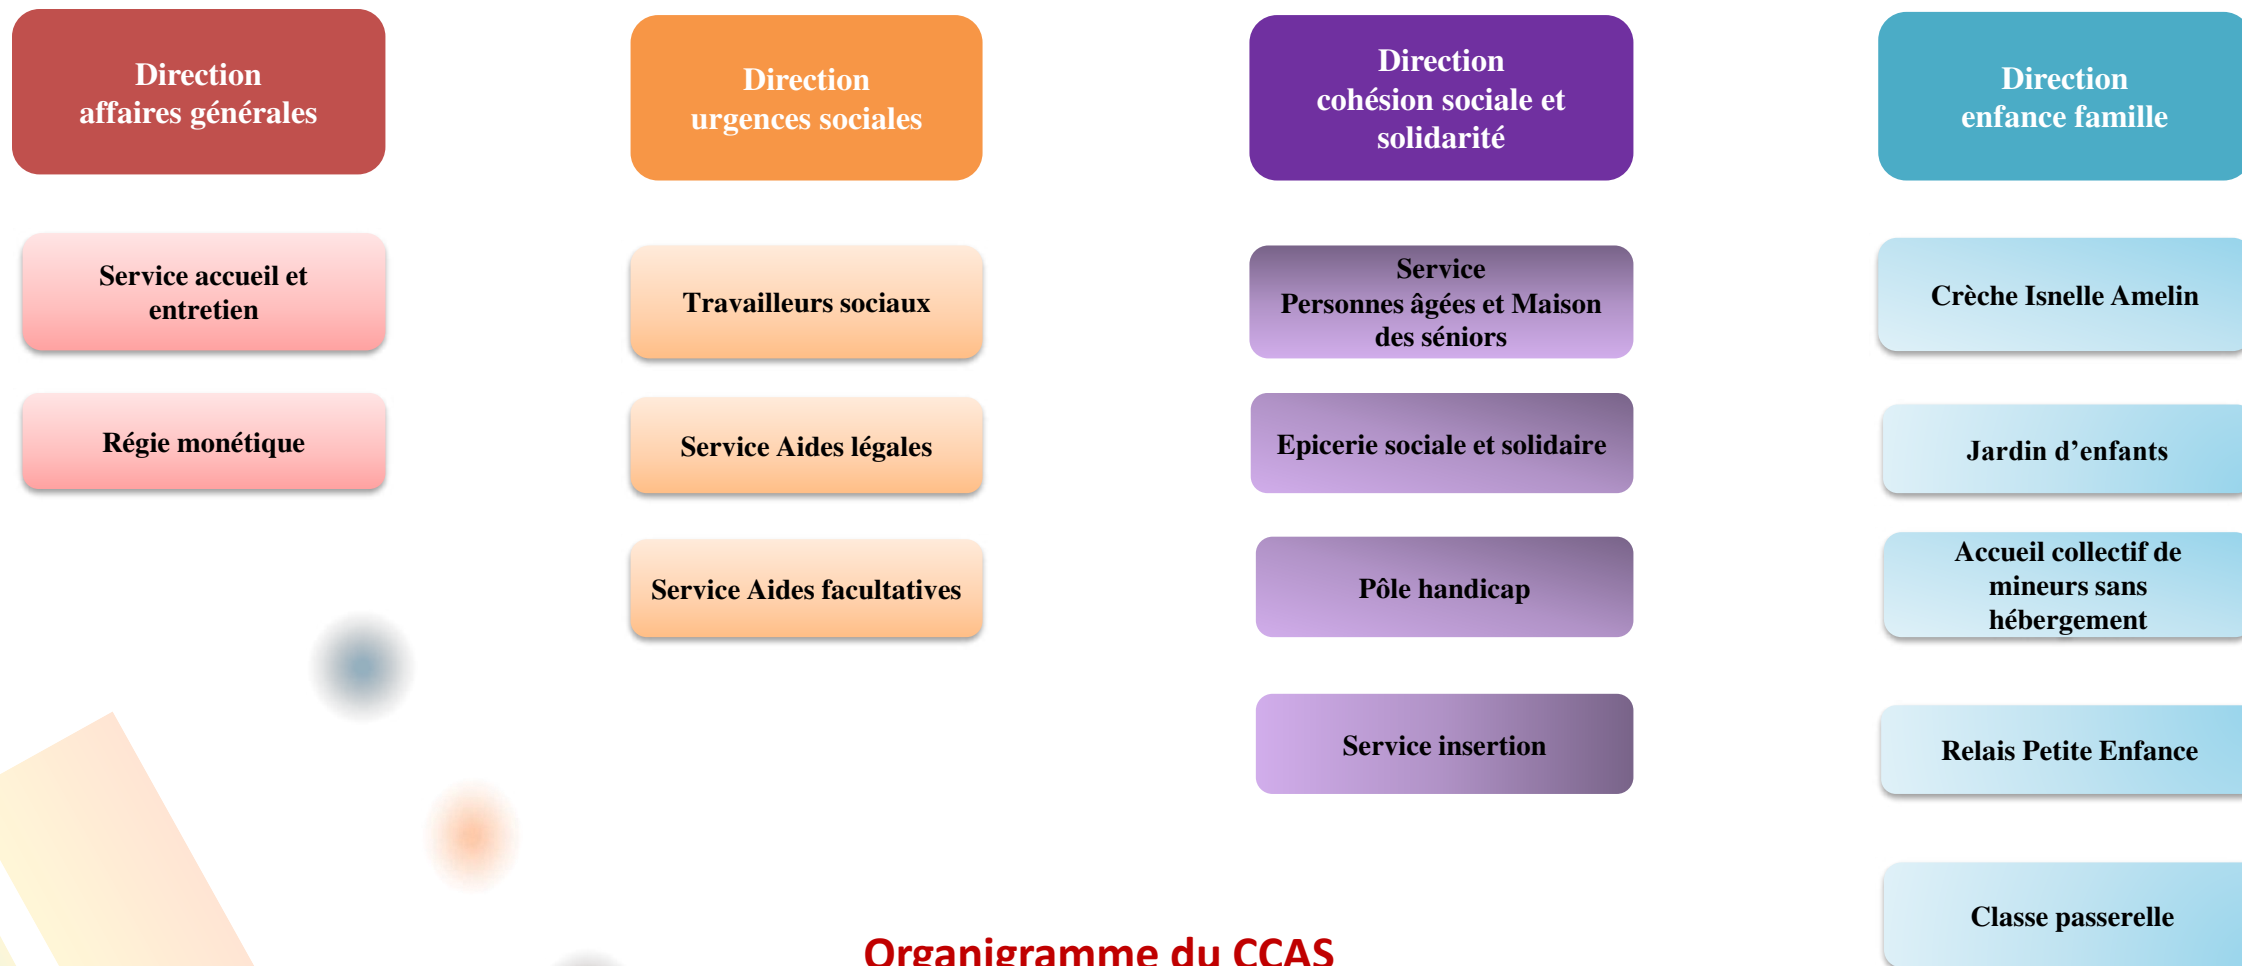 Direction
affaires générales
Service accueil et
entretien
Régie monétique
Direction
urgences sociales
Travailleurs sociaux
Service Aides légales
Service Aides facultatives
Direction
cohésion sociale et
solidarité
Service
Personnes âgées et Maison
des séniors
Epicerie sociale et solidaire
Pôle handicap
Service insertion
Direction
enfance famille
Crèche Isnelle Amelin
Jardin d’enfants
Accueil collectif de
mineurs sans
hébergement
Relais Petite Enfance
Classe passerelle
Organigramme du CCAS